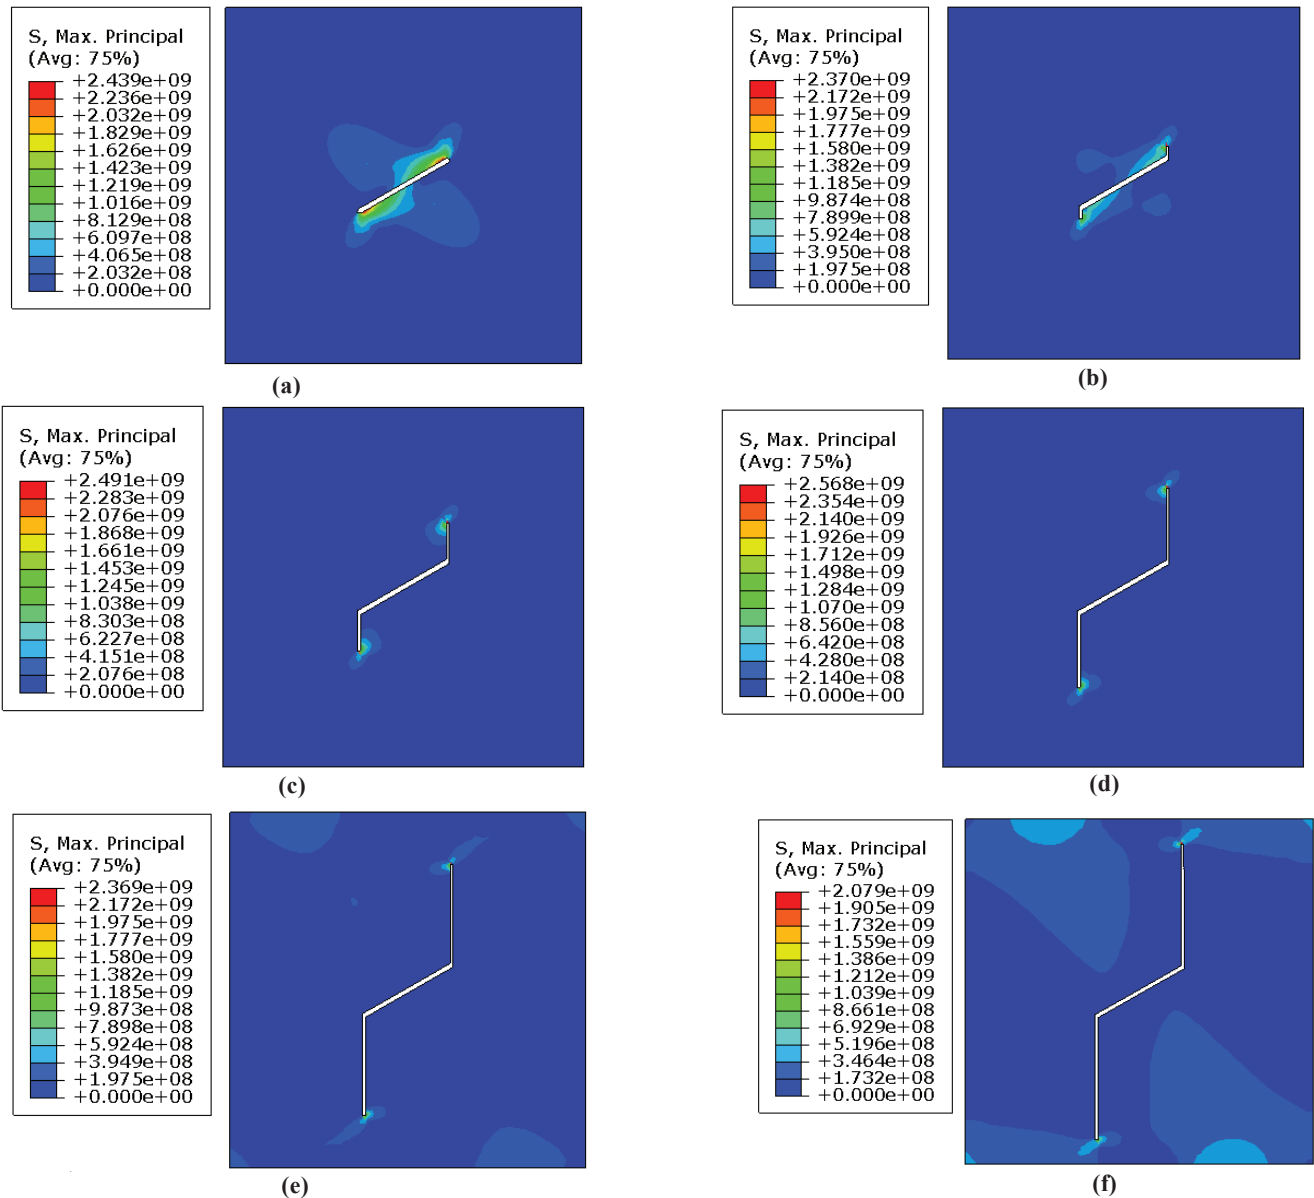 S, Max. Principal
(Avg: 75%)
+2.439e+09
+2.236e+09
+2.032e+09
+1.829e+09
+1.626e+09
+1.423e+09
+1.219e+09
+1.016e+09
+8.129e+08
+6.097e+08
+4.065e+08
+2.032e+08
+0.000e+00
(a)
S, Max. Principal
(Avg: 75%)
+2.370e+09
+2.172e+09
+1.975e+09
+1.777e+09
+1.580e+09
+1.382e+09
+1.185e+09
+9.874e+08
+7.899e+08
+5.924e+08
+3.950e+08
+1.975e+08
+0.000e+00
(b)
S, Max. Principal
(Avg: 75%)
+2.491e+09
+2.283e+09
+2.076e+09
+1.868e+09
+1.661e+09
+1.453e+09
+1.245e+09
+1.038e+09
+8.303e+08
+6.227e+08
+4.151e+08
+2.076e+08
+0.000e+00
(c)
S, Max. Principal
(Avg: 75%)
+2.568e+09
+2.354e+09
+2.140e+09
+1.926e+09
+1.712e+09
+1.498e+09
+1.284e+09
+1.070e+09
+8.560e+08
+6.420e+08
+4.280e+08
+2.140e+08
+0.000e+00
(d)
S, Max. Principal
(Avg: 75%)
+2.369e+09
+2.172e+09
+1.975e+09
+1.777e+09
+1.580e+09
+1.382e+09
+1.185e+09
+9.873e+08
+7.898e+08
+5.924e+08
+3.949e+08
+1.975e+08
+0.000e+00
(e)
S, Max. Principal
(Avg: 75%)
+2.079e+09
+1.905e+09
+1.732e+09
+1.559e+09
+1.386e+09
+1.212e+09
+1.039e+09
+8.661e+08
+6.929e+08
+5.196e+08
+3.464e+08
+1.732e+08
+0.000e+00
(f)